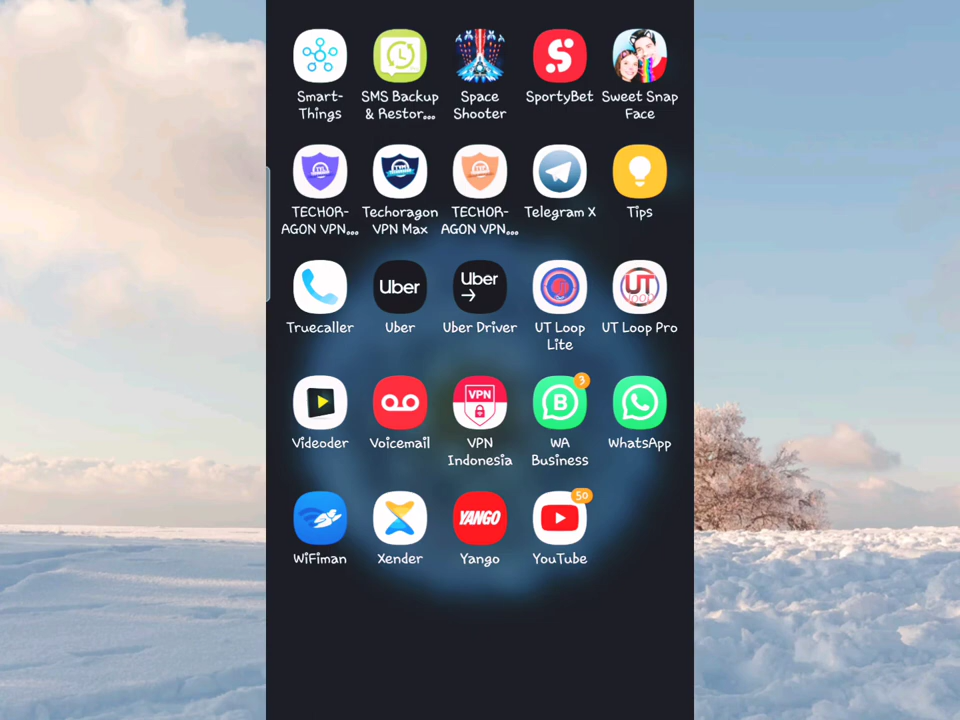 Smart-
Things
SMS Backup
& Restor...
Space
Shooter
SportyBet
Sweet Snap
Face
TECHOR-
AGON VPN...
Techoragon
VPN Max
TECHOR-
AGON VPN...
Telegram X
Tips
Uber
Uber
→
Truecaller
Uber
Uber Driver
UT Loop
Lite
UT
loop
UT Loop Pro
VPN
3
B
Videoder
Voicemail
VPN
Indonesia
WA
Business
WhatsApp
YANGO
50
WiFiman
Xender
Yango
YouTube